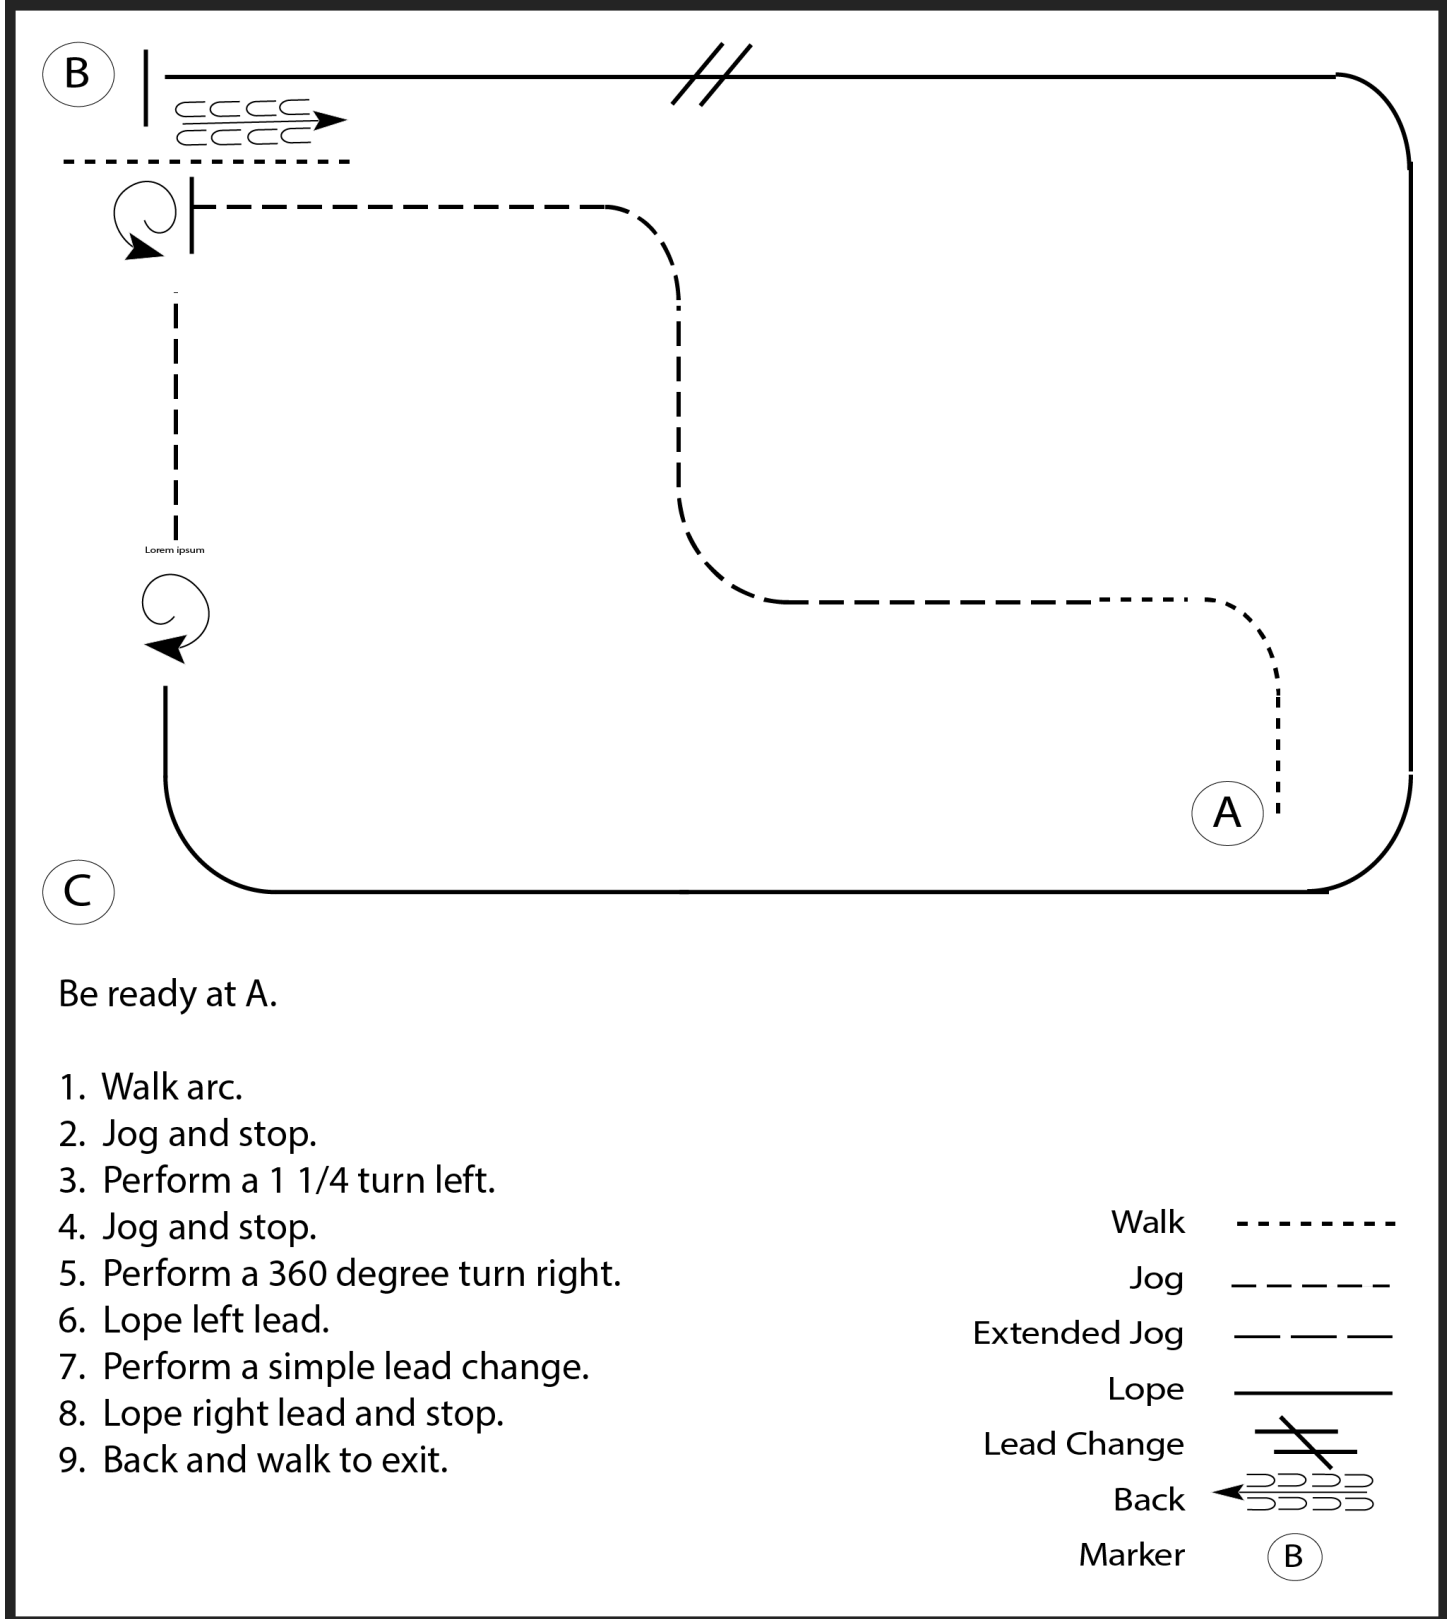 B
Lorem ipsum
A
C
Be ready at A.
1. Walk arc.
2. Jog and stop.
3. Perform a 1 1/4 turn left.
4. Jog and stop.
5. Perform a 360 degree turn right.
6. Lope left lead.
7. Perform a simple lead change.
8. Lope right lead and stop.
9. Back and walk to exit.
Walk
Jog
Extended Jog
Lope
Lead Change
Back
Marker B